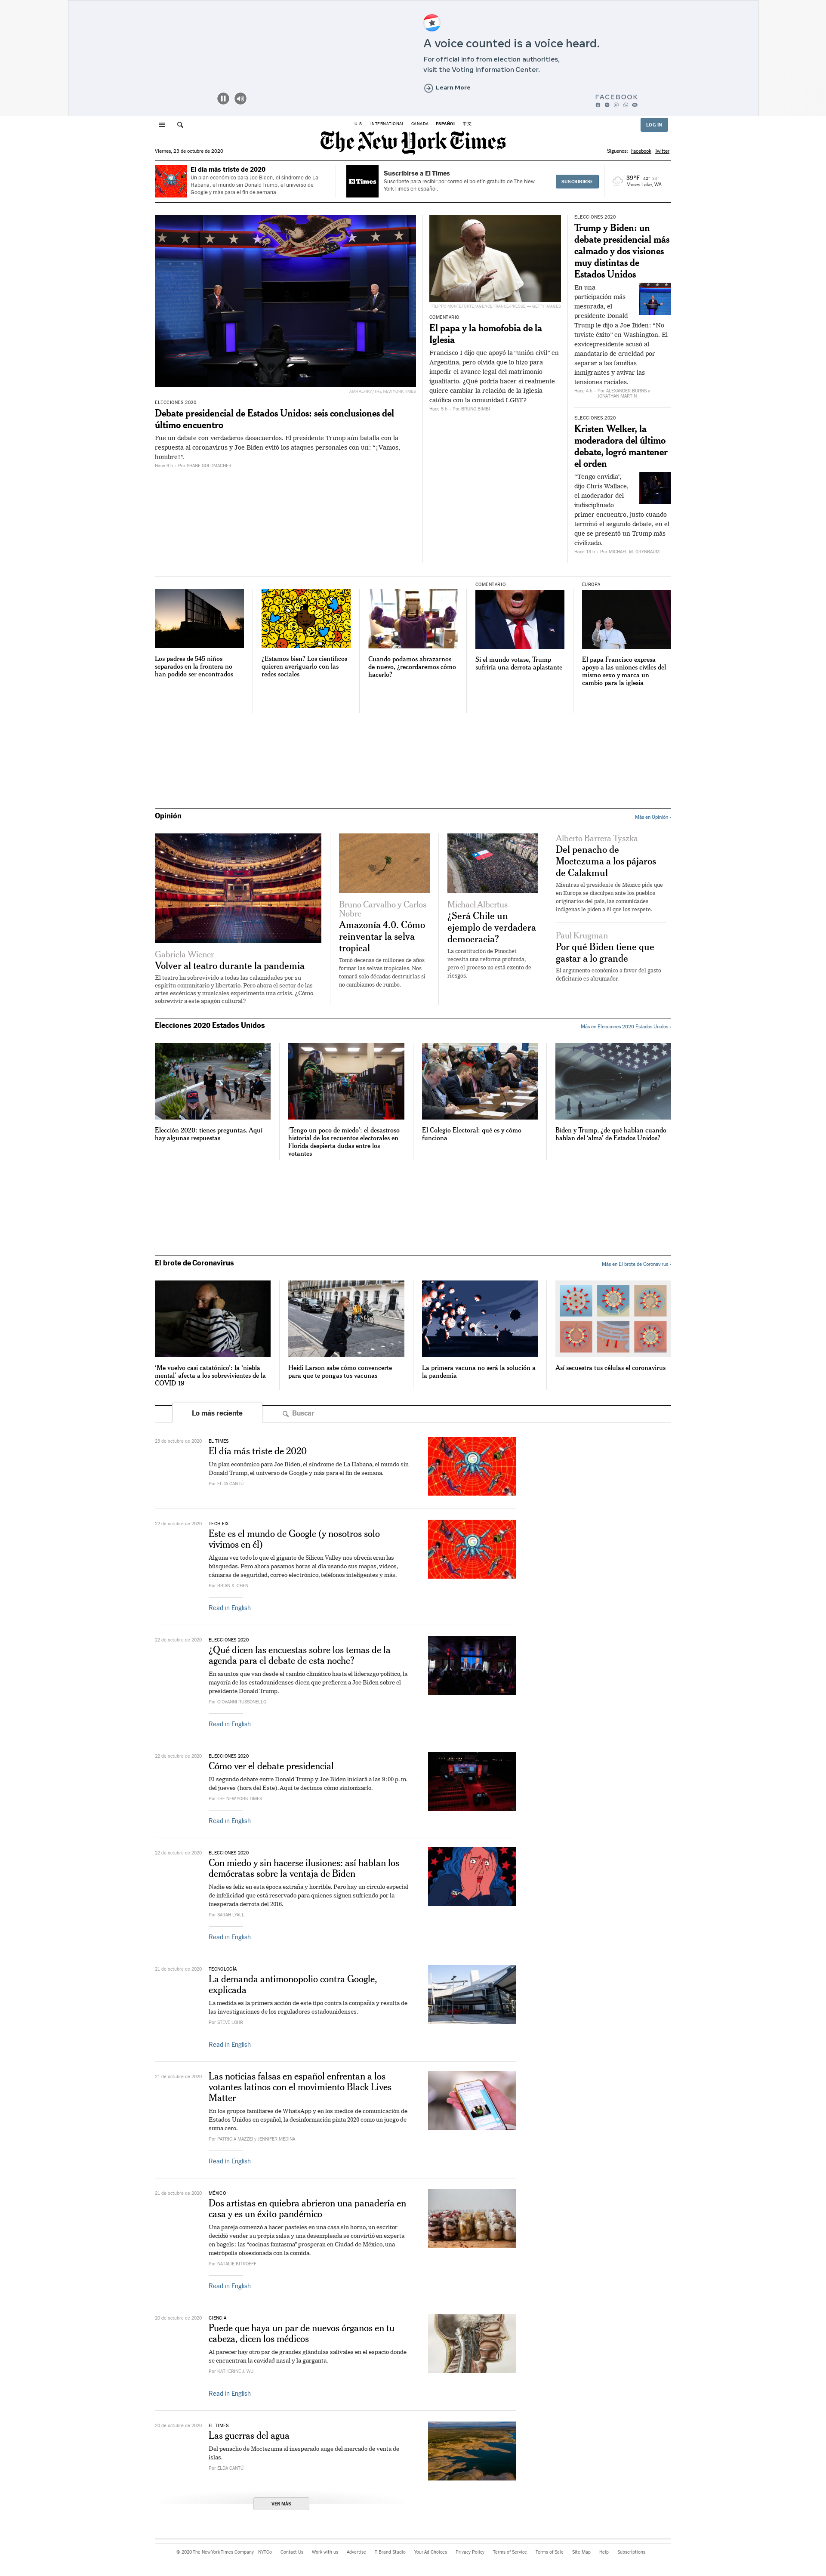 A voice counted is a voice heard.
For official info on election authorities,
visit the Voting Information Center.
Learn More
FACEBOOK
U.S. INTERNATIONAL CANADA ESPAÑOL 中文
LOG IN
The New York Times
Viernes, 23 de octubre de 2020
Síguenos: Facebook Twitter
El día más triste de 2020
Un plan económico para Joe Biden, el síndrome de La
Habana, el mundo sin Donald Trump, el universo de
Google y más para el fin de semana.
El Times
Suscribirse a El Times
Suscríbete para recibir por correo el boletín gratuito de The New
York Times en español.
SUSCRIBIRSE
39°F 42°
Moses Lake, WA
ELECCIONES 2020
Debate presidencial de Estados Unidos: seis conclusiones del
último encuentro
Fue un debate con verdaderos desacuerdos. El presidente Trump aún batalla con la
respuesta al coronavirus y Joe Biden evitó los ataques personales con un: “¡Vamos,
hombre!”.
Hace 9 h - Por SHANE GOLDMACHER
FILIPPO MONTEFORTE/AGENCE FRANCE-PRESSE — GETTY IMAGES
COMENTARIO
El papa y la homofobia de la
Iglesia
Francisco I dijo que apoyó la “unión civil” en
Argentina, pero olvida que lo hizo para
impedir el avance legal del matrimonio
igualitario. ¿Qué podría hacer si realmente
quiere cambiar la relación de la Iglesia
católica con la comunidad LGBT?
Hace 5 h - Por BRUNO BIMBI
ELECCIONES 2020
Trump y Biden: un
debate presidencial más
calmado y dos visiones
muy distintas de
Estados Unidos
En una
participación más
mesurada, el
presidente Donald
Trump le dijo a Joe Biden: “No
tuviste éxito” en Washington. El
exvicepresidente acusó al
mandatario de crueldad por
separar a las familias
inmigrantes y avivar las
tensiones raciales.
Hace 4 h - Por ALEXANDER BURNS y
JONATHAN MARTIN
ELECCIONES 2020
Kristen Welker, la
moderadora del último
debate, logró mantener
el orden
“Tengo envidia”,
dijo Chris Wallace,
el moderador del
indisciplinado
primer encuentro, justo cuando
terminó el segundo debate, en el
que se presentó un Trump más
civilizado.
Hace 13 h - Por MICHAEL M. GRYNBAUM
Los padres de 545 niños
separados en la frontera no
han podido ser encontrados
¿Estamos bien? Los científicos
quieren averiguarlo con las
redes sociales
Cuando podamos abrazarnos
de nuevo, ¿recordaremos cómo
hacerlo?
COMENTARIO
Si el mundo votase, Trump
sufriría una derrota aplastante
EUROPA
El papa Francisco expresa
apoyo a las uniones civiles del
mismo sexo y marca un
cambio para la iglesia
Opinión
Más en Opinión ›
Gabriela Wiener
Volver al teatro durante la pandemia
El teatro ha sobrevivido a todas las calamidades por su
espíritu comunitario y libertario. Pero ahora el sector de las
artes escénicas y musicales experimenta una crisis. ¿Cómo
sobrevivir a este apagón cultural?
Bruno Carvalho y Carlos
Nobre
Amazonía 4.0. Cómo
reinventar la selva
tropical
Tomó decenas de millones de años
formar las selvas tropicales. Nos
tomará solo décadas destruirlas si
no cambiamos de rumbo.
Michael Albertus
¿Será Chile un
ejemplo de verdadera
democracia?
La constitución de Pinochet
necesita una reforma profunda,
pero el proceso no está exento de
riesgos.
Alberto Barrera Tyszka
Del penacho de
Moctezuma a los pájaros
de Calakmul
Mientras el presidente de México pide que
en Europa se disculpen ante los pueblos
originarios del país, las comunidades
indígenas le piden a él que los respete.
Paul Krugman
Por qué Biden tiene que
gastar a lo grande
El argumento económico a favor del gasto
deficitario es abrumador.
Elecciones 2020 Estados Unidos
Más en Elecciones 2020 Estados Unidos ›
Elección 2020: tienes preguntas. Aquí
hay algunas respuestas
‘Tengo un poco de miedo’: el desastroso
historial de los recuentos electorales en
Florida despierta dudas entre los
votantes
El Colegio Electoral: qué es y cómo
funciona
Biden y Trump, ¿de qué hablan cuando
hablan del ‘alma’ de Estados Unidos?
El brote de Coronavirus
Más en El brote de Coronavirus ›
‘Me vuelvo casi catatónico’: la ‘niebla
mental’ afecta a los sobrevivientes de la
COVID-19
Heidi Larson sabe cómo convencerte
para que te pongas tus vacunas
La primera vacuna no será la solución a
la pandemia
Así secuestra tus células el coronavirus
Lo más reciente
Buscar
23 de octubre de 2020
EL TIMES
El día más triste de 2020
Un plan económico para Joe Biden, el síndrome de La Habana, el mundo sin
Donald Trump, el universo de Google y más para el fin de semana.
Por ELDA CANTÚ
22 de octubre de 2020
TECH FIX
Este es el mundo de Google (y nosotros solo
vivimos en él)
Alguna vez todo lo que el gigante de Silicon Valley nos ofrecía eran las
búsquedas. Pero ahora pasamos horas al día usando sus mapas, videos,
cámaras de seguridad, correo electrónico, teléfonos inteligentes y más.
Por BRIAN X. CHEN
Read in English
22 de octubre de 2020
ELECCIONES 2020
¿Qué dicen las encuestas sobre los temas de la
agenda para el debate de esta noche?
En asuntos que van desde el cambio climático hasta el liderazgo político, la
mayoría de los estadounidenses dicen que prefieren a Joe Biden sobre el
presidente Donald Trump.
Por GIOVANNI RUSSONELLO
Read in English
22 de octubre de 2020
ELECCIONES 2020
Cómo ver el debate presidencial
El segundo debate entre Donald Trump y Joe Biden iniciará a las 9:00 p. m.
del jueves (hora del Este). Aquí te decimos cómo sintonizarlo.
Por THE NEW YORK TIMES
Read in English
22 de octubre de 2020
ELECCIONES 2020
Con miedo y sin hacerse ilusiones: así hablan los
demócratas sobre la ventaja de Biden
Nadie es feliz en esta época extraña y horrible. Pero hay un círculo especial
de infelicidad que está reservado para quienes siguen sufriendo por la
inesperada derrota del 2016.
Por SARAH LYALL
Read in English
21 de octubre de 2020
TECNOLOGÍA
La demanda antimonopolio contra Google,
explicada
La medida es la primera acción de este tipo contra la compañía y resulta de
las investigaciones de los reguladores estadounidenses.
Por STEVE LOHR
Read in English
21 de octubre de 2020
Las noticias falsas en español enfrentan a los
votantes latinos con el movimiento Black Lives
Matter
En los grupos familiares de WhatsApp y en los medios de comunicación de
Estados Unidos en español, la desinformación pinta 2020 como un juego de
suma cero.
Por PATRICIA MAZZEI y JENNIFER MEDINA
Read in English
21 de octubre de 2020
MÉXICO
Dos artistas en quiebra abrieron una panadería en
casa y es un éxito pandémico
Una pareja comenzó a hacer pasteles en una casa sin horno, un escritor
decidió vender su propia salsa y una desempleada se convirtió en experta
en bagels: las “cocinas fantasma” prosperan en Ciudad de México, una
metrópolis obsesionada con la comida.
Por NATALIE KITROEFF
Read in English
20 de octubre de 2020
CIENCIA
Puede que haya un par de nuevos órganos en tu
cabeza, dicen los médicos
Al parecer hay otro par de grandes glándulas salivales en el espacio donde
se encuentran la cavidad nasal y la garganta.
Por KATHERINE J. WU
Read in English
20 de octubre de 2020
EL TIMES
Las guerras del agua
Del penacho de Moctezuma al inesperado auge del mercado de venta de
islas.
Por ELDA CANTÚ
VER MÁS
© 2020 The New York Times Company NYTCo Contact Us Work with us Advertise T Brand Studio Your Ad Choices Privacy Policy Terms of Service Terms of Sale Site Map Help Subscriptions